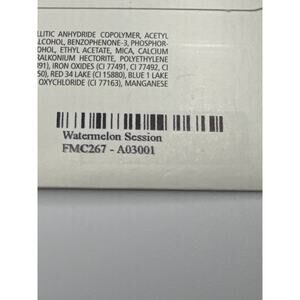 LLITIC ANHYDRIDE COPOLYMER, ACETYL
LCOHOL, BENZOPHENONE-3, PHOSPHOR-
OHOL, ETHYL ACETATE, MICA, CALCIUM
RALKONIUM HECTORITE, POLYETHYLENE
91), IRON OXIDES (CI 77491, CI 77492, CI
50), RED 34 LAKE (CI 15880), BLUE 1 LAKE
OXYCHLORIDE (CI 77163), MANGANESE
Watermelon Session
FMC267 - A03001